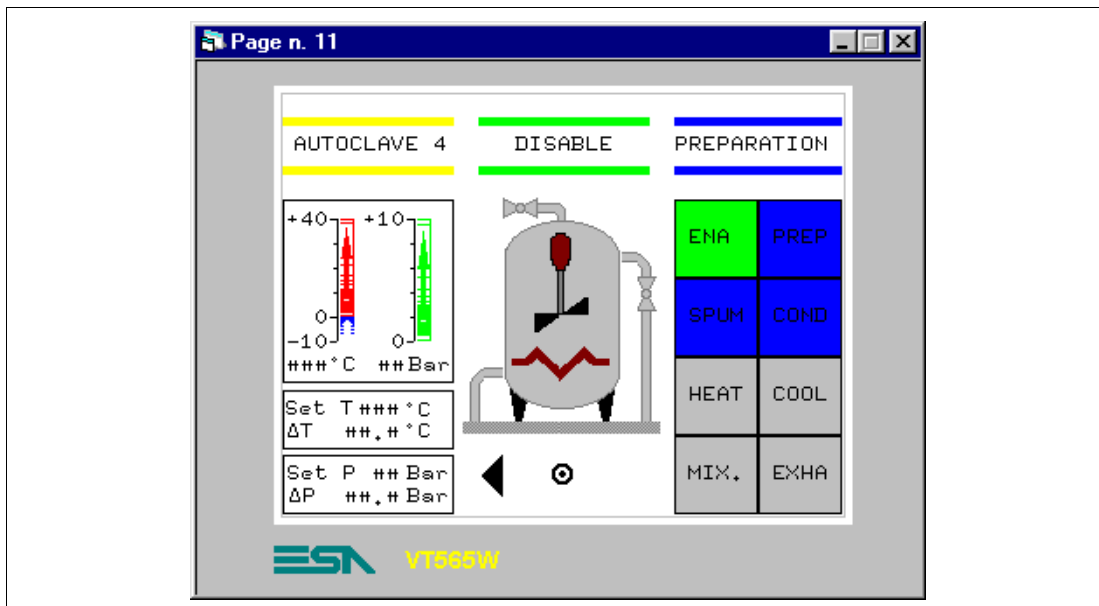 Page n. 11
AUTOCLAVE 4
DISABLE
PREPARATION
+40 +10
0
-10 0
###°C ##Bar
Set T###°C
ΔT ##.#°C
Set P ##Bar
ΔP ##.#Bar
ENA PREP
SPUM COND
HEAT COOL
MIX. EXHA
ESA VT565W